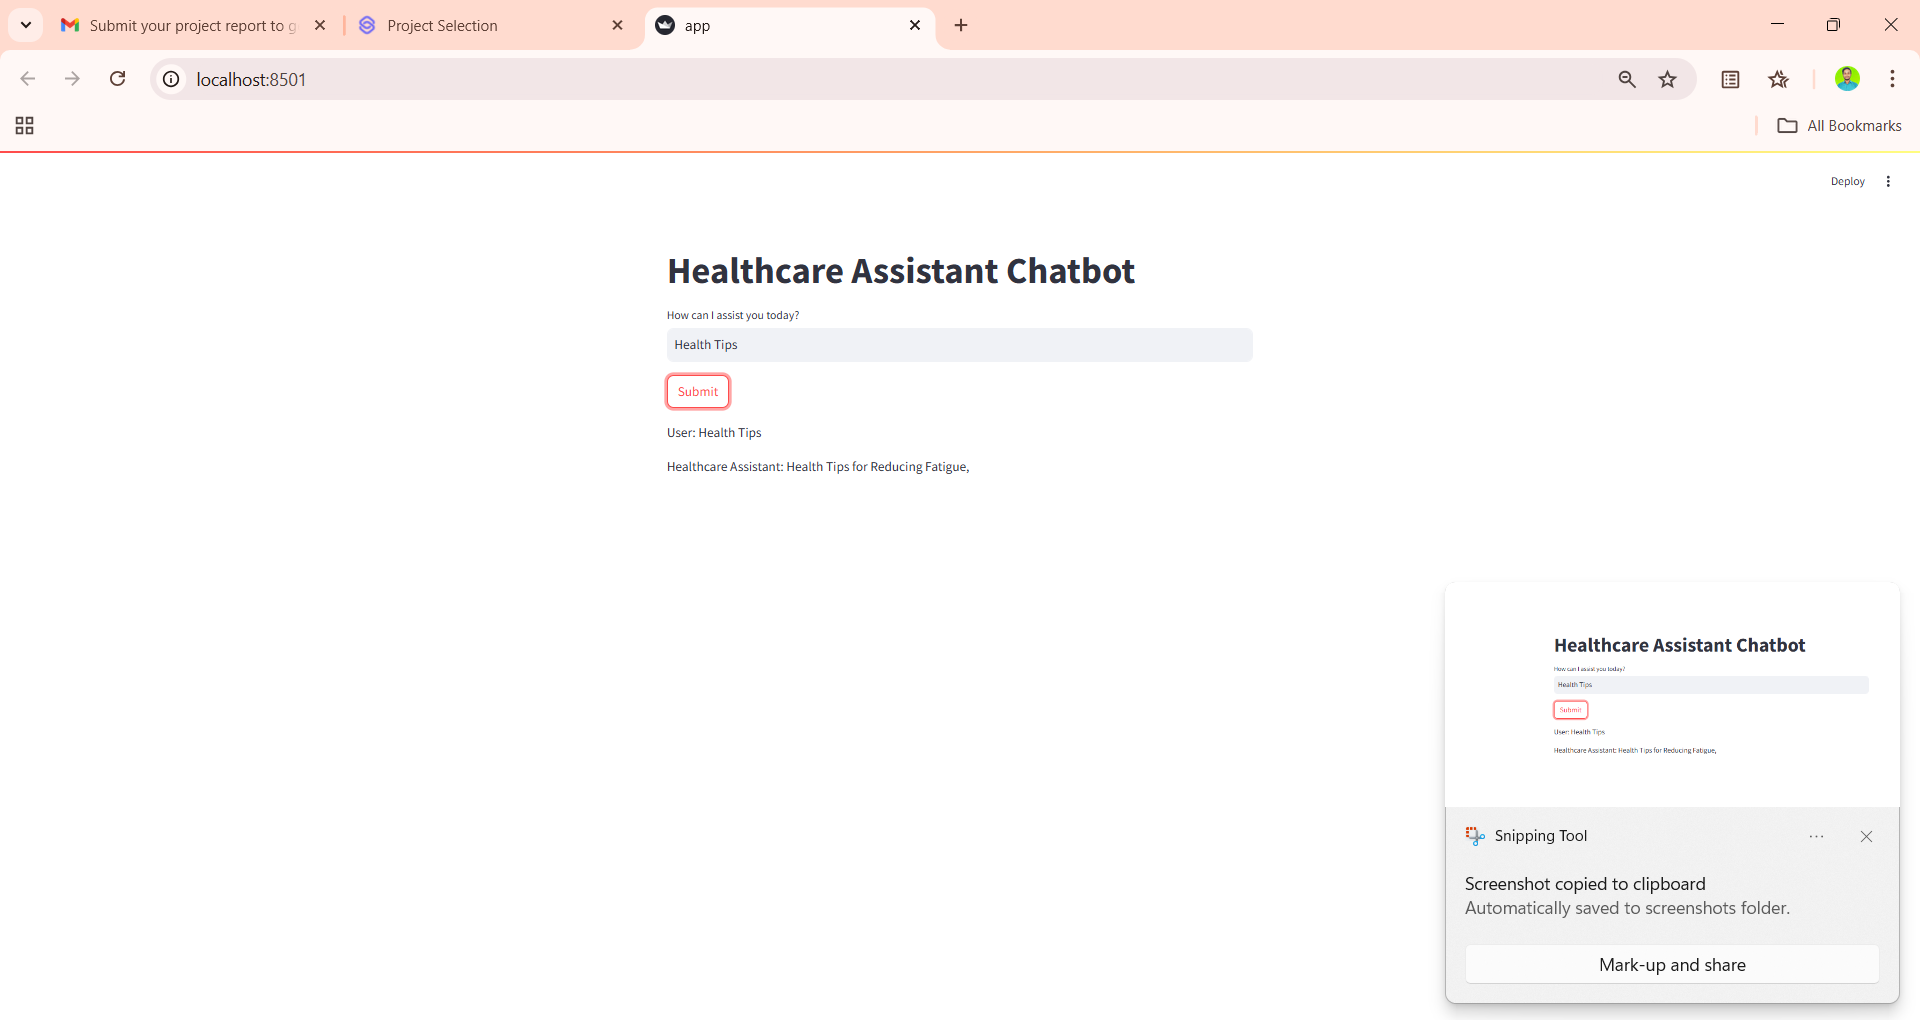 Submit your project report to g
Project Selection
app
localhost:8501
All Bookmarks
Deploy
Healthcare Assistant Chatbot
How can I assist you today?
Health Tips
Submit
User: Health Tips
Healthcare Assistant: Health Tips for Reducing Fatigue,
Healthcare Assistant Chatbot
How can I assist you today?
Health Tips
Submit
User: Health Tips
Healthcare Assistant: Health Tips for Reducing Fatigue,
Snipping Tool
Screenshot copied to clipboard
Automatically saved to screenshots folder.
Mark-up and share